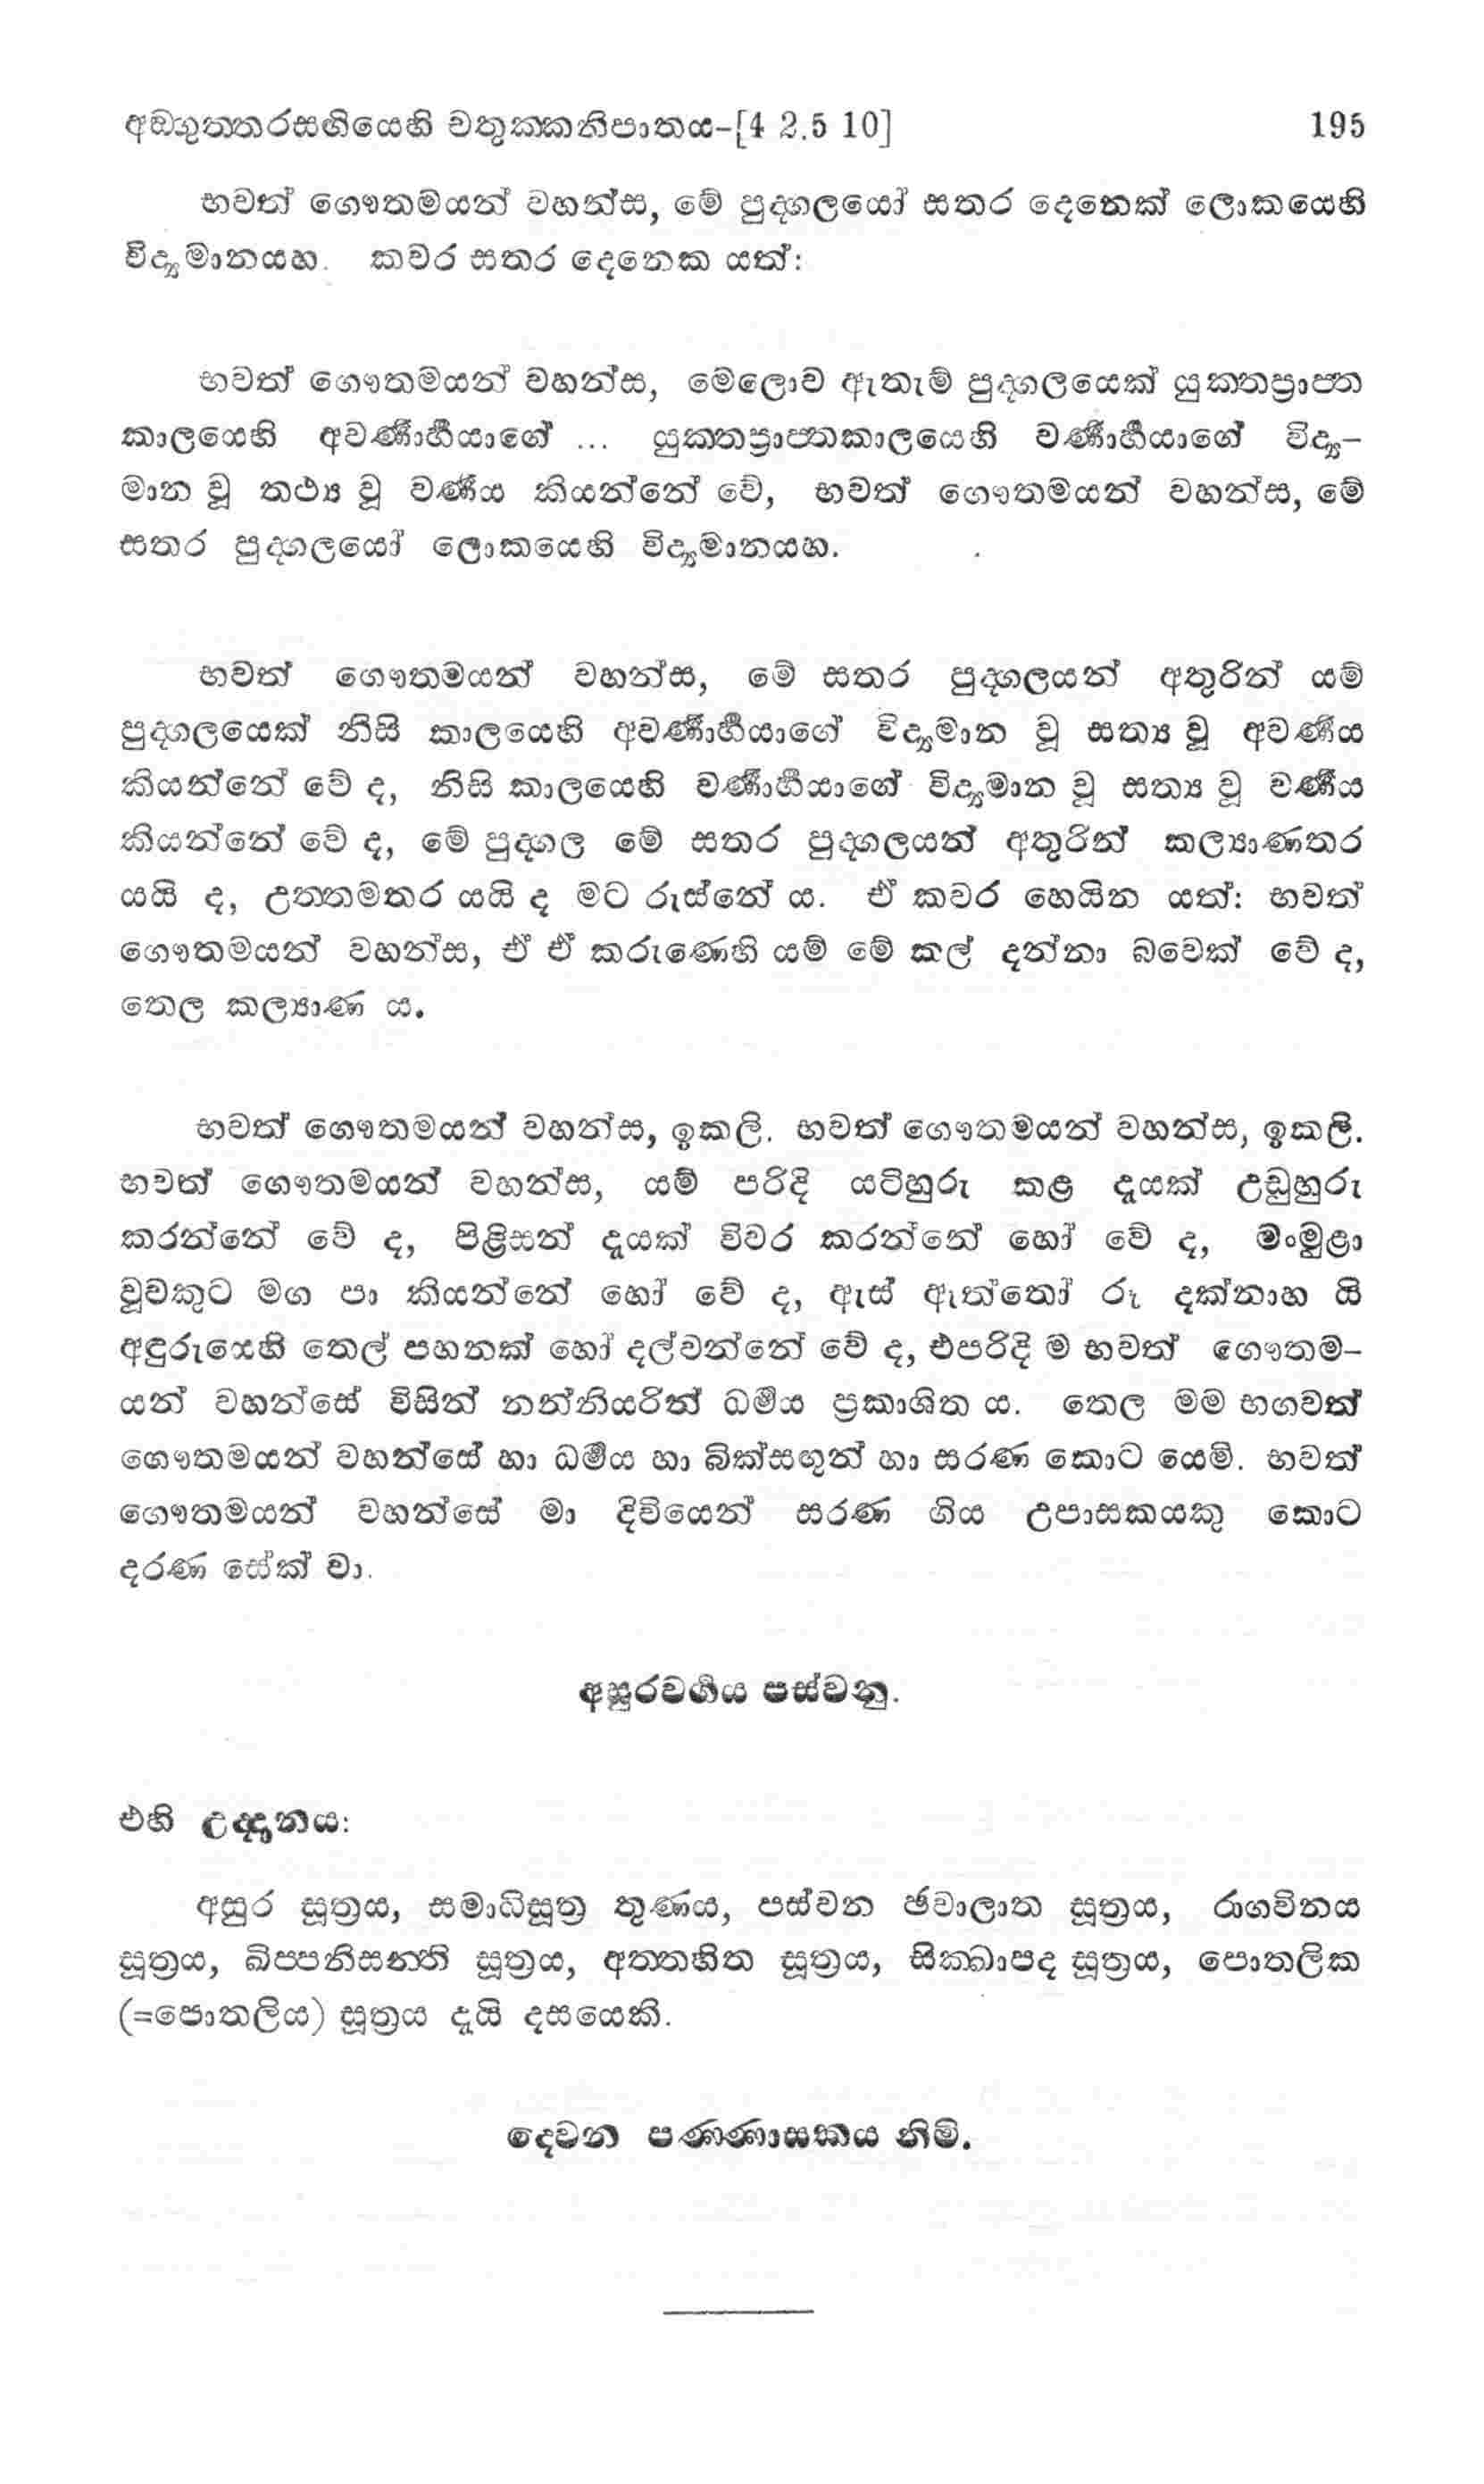 අඞගුත්තරසඟියෙහි චතුක්කනිපාතය-[4 2.5 10] 195
භවත් ගෞතමයන් වහන්ස, මේ පුද්ගලයෝ සතර දෙනෙක් ලොකයෙහි
විද්‍යමානයහ. කවර සතර දෙනෙක යත්:
භවත් ගෞතමයන් වහන්ස, මෙලොව ඇතැම් පුද්ගලයෙක් යුක්තප්‍රාප්ත
කාලයෙහි අවර්ණාර්හයාගේ ... යුක්තප්‍රාප්තකාලයෙහි වර්ණාර්හයාගේ විද්‍ය-
මාන වූ තථ්‍ය වූ වර්ණය කියන්නේ වේ, භවත් ගෞතමයන් වහන්ස, මේ
සතර පුද්ගලයෝ ලොකයෙහි විද්‍යමානයහ.
භවත් ගෞතමයන් වහන්ස, මේ සතර පුද්ගලයන් අතුරින් යම්
පුද්ගලයෙක් නිසි කාලයෙහි අවර්ණාර්හයාගේ විද්‍යමාන වූ සත්‍ය වූ අවර්ණය
කියන්නේ වේ ද, නිසි කාලයෙහි වර්ණාර්හයාගේ විද්‍යමාන වූ සත්‍ය වූ වර්ණය
කියන්නේ වේ ද, මේ පුද්ගල මේ සතර පුද්ගලයන් අතුරින් කල්‍යාණතර
යයි ද, උත්තමතර යයි ද මට රුස්නේ ය. ඒ කවර හෙයින යත්: භවත්
ගෞතමයන් වහන්ස, ඒ ඒ කරුණෙහි යම් මේ කල් දන්නා බවෙක් වේ ද,
තෙල කල්‍යාණ ය.
භවත් ගෞතමයන් වහන්ස, ඉකලි. භවත් ගෞතමයන් වහන්ස, ඉකලි.
භවත් ගෞතමයන් වහන්ස, යම් පරිදි යටිහුරු කළ දෑයක් උඩුහුරු
කරන්නේ වේ ද, පිළිසන් දෑයක් විවර කරන්නේ හෝ වේ ද, මංමුළා
වූවකුට මග පා කියන්නේ හෝ වේ ද, ඇස් ඇත්තෝ රූ දක්නාහ යි
අඳුරුයෙහි තෙල් පහනක් හෝ දල්වන්නේ වේ ද, එපරිදි ම භවත් ගෞතම-
යන් වහන්සේ විසින් නන්නියරින් ධර්මය ප්‍රකාශිත ය. තෙල මම භගවත්
ගෞතමයන් වහන්සේ හා ධර්මය හා බික්සඟුන් හා සරණ කොට යෙමි. භවත්
ගෞතමයන් වහන්සේ මා දිවියෙන් සරණ ගිය උපාසකයකු කොට
දරණ සේක් වා.
අසුරවර්ගය පස්වනු.
එහි උද්දානය:
අසුර සූත්‍රය, සමාධිසූත්‍ර තුණය, පස්වන ඡවාලාත සූත්‍රය, රාගවිනය
සූත්‍රය, ඛිප්පනිසන්ති සූත්‍රය, අත්තහිත සූත්‍රය, සික්ඛාපද සූත්‍රය, පොතලික
(=පොතලිය) සූත්‍රය දැයි දසයෙකි.
දෙවන පණ්ණාසකය නිමි.